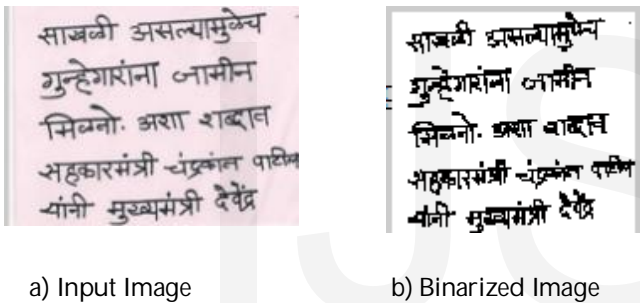 साखळी असल्यामुळेच
गुन्हेगारांना जामीन
मिळतो. अशा शब्दात
सहकारमंत्री चंद्रकांत पाटील
यांनी मुख्यमंत्री देवेंद्र
साखळी असल्यामुळेच
गुन्हेगारांना जामीन
मिळतो. अशा शब्दात
सहकारमंत्री चंद्रकांत पाटील
यांनी मुख्यमंत्री देवेंद्र
a) Input Image
b) Binarized Image